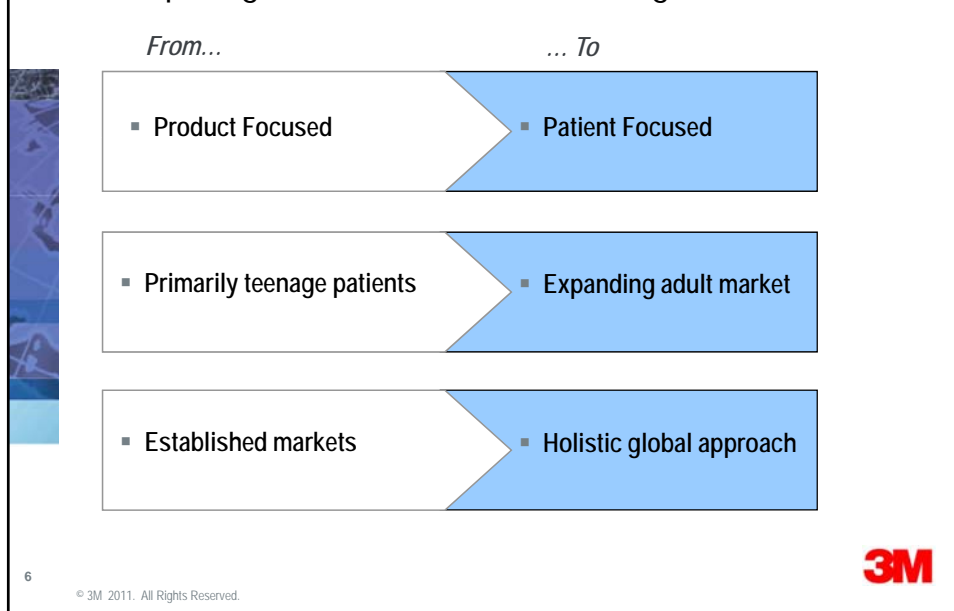 From... ... To
▪ Product Focused ▪ Patient Focused
▪ Primarily teenage patients ▪ Expanding adult market
▪ Established markets ▪ Holistic global approach
3M
6
© 3M 2011. All Rights Reserved.